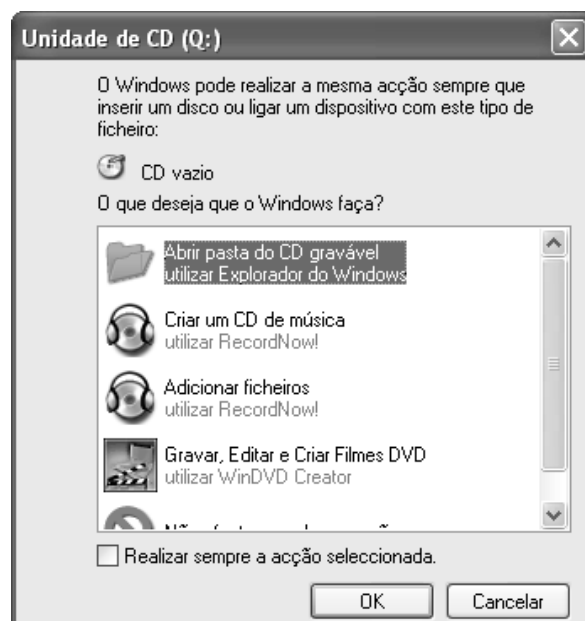 Unidade de CD (Q:)
O Windows pode realizar a mesma acção sempre que
inserir um disco ou ligar um dispositivo com este tipo de
ficheiro:
CD vazio
O que deseja que o Windows faça?
Abrir pasta do CD gravável
utilizar Explorador do Windows
Criar um CD de música
utilizar RecordNow!
Adicionar ficheiros
utilizar RecordNow!
Gravar, Editar e Criar Filmes DVD
utilizar WinDVD Creator
Realizar sempre a acção seleccionada.
OK
Cancelar